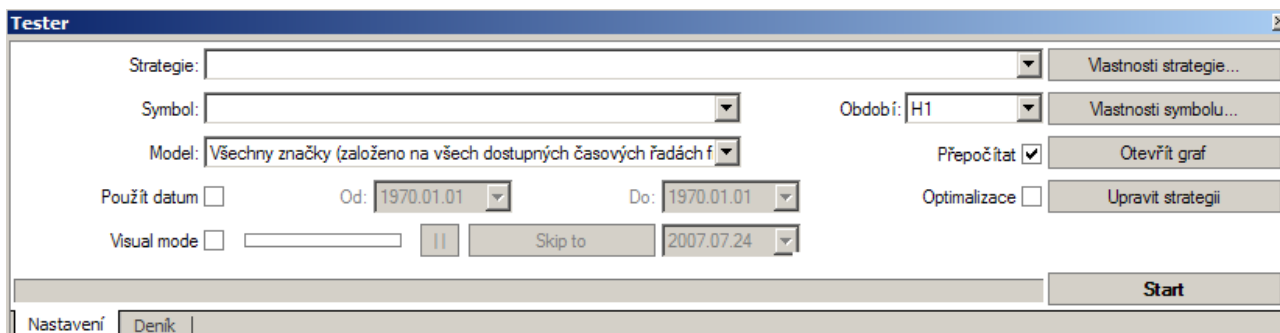 Tester
Strategie: Vlastnosti strategie...
Symbol: Období: H1 Vlastnosti symbolu...
Model: Všechny značky (založeno na všech dostupných časových řadách f Přepočítat Otevřít graf
Použít datum Od: 1970.01.01 Do: 1970.01.01 Optimalizace Upravit strategii
Visual mode Skip to 2007.07.24
Start
Nastavení Deník